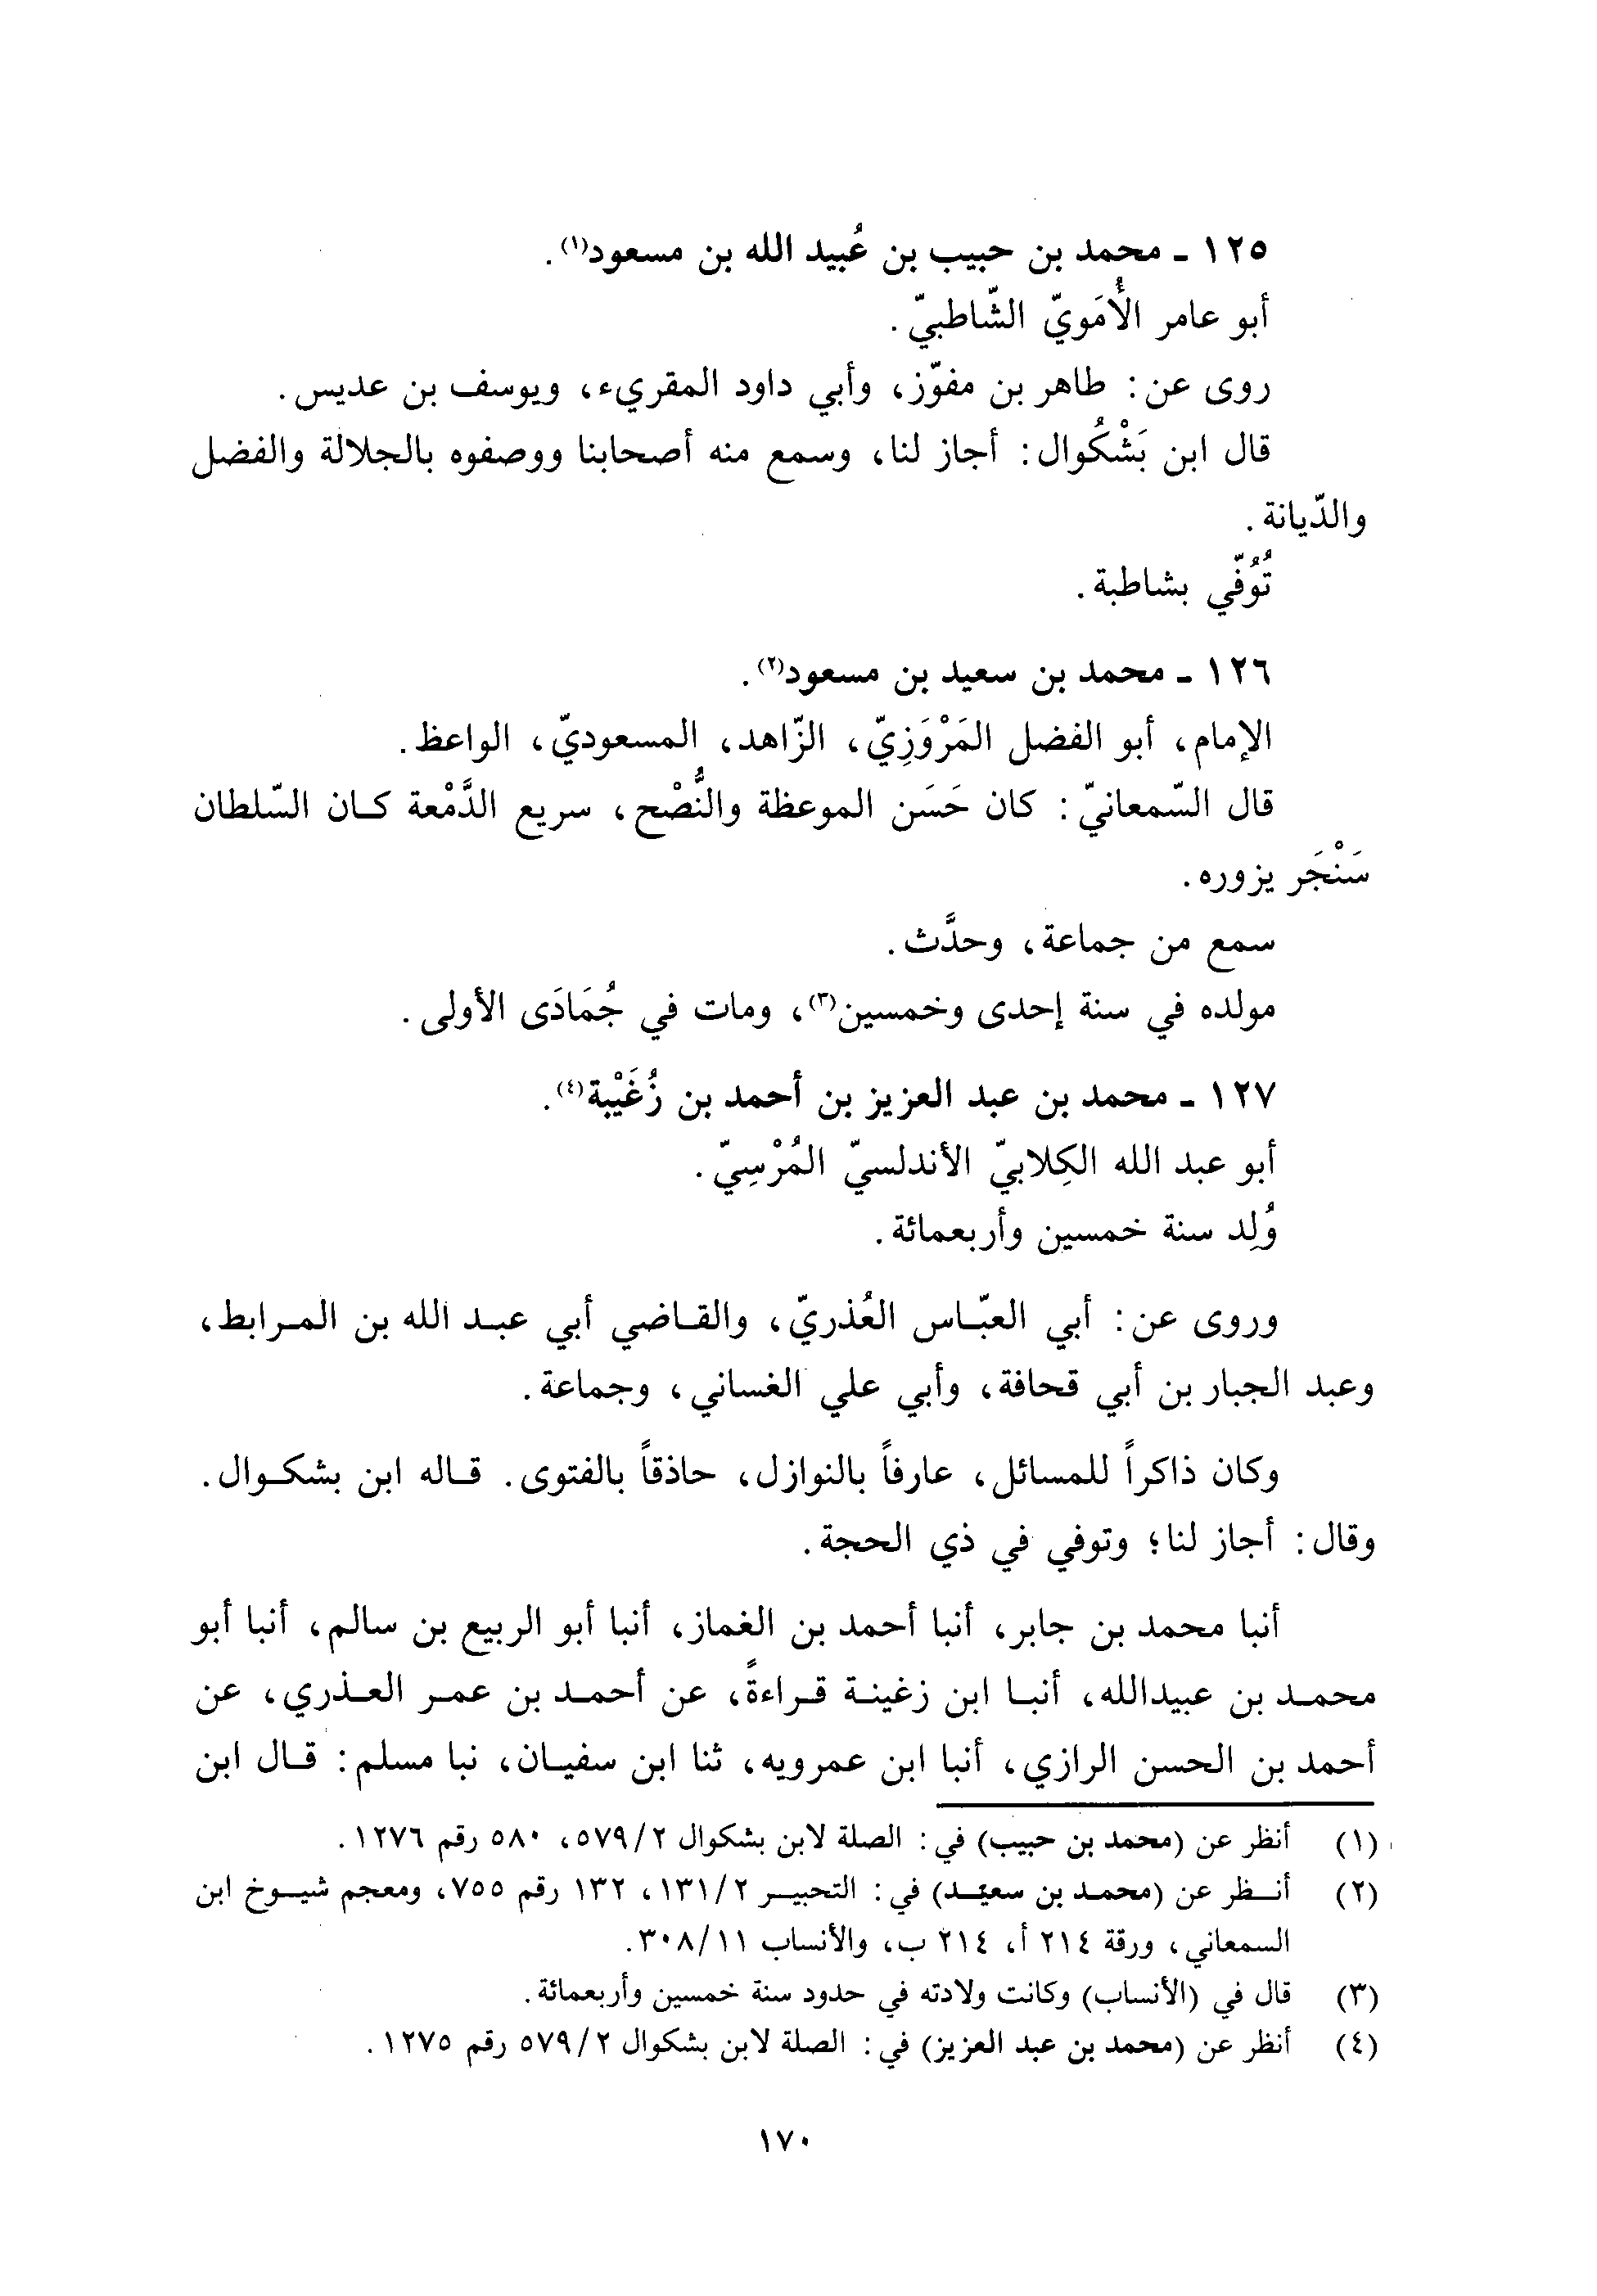 ١٢٥ ـ محمد بن حبيب بن عُبيد الله بن مسعود(١).
أبو عامر الأُمَويّ الشّاطبيّ.
روى عن: طاهر بن مفوّز، وأبي داود المقريء، ويوسف بن عديس.
قال ابن بَشْكُوال: أجاز لنا، وسمع منه أصحابنا ووصفوه بالجلالة والفضل
والدّيانة.
تُوُفّي بشاطبة.
١٢٦ ـ محمد بن سعيد بن مسعود(٢).
الإمام، أبو الفضل المَرْوَزِيّ، الزّاهد، المسعوديّ، الواعظ.
قال السّمعانيّ: كان حَسَن الموعظة والنُّصْح، سريع الدَّمْعة كان السّلطان
سَنْجَر يزوره.
سمع من جماعة، وحدَّث.
مولده في سنة إحدى وخمسين(٣)، ومات في جُمَادَى الأولى.
١٢٧ ـ محمد بن عبد العزيز بن أحمد بن زُغَيْبة(٤).
أبو عبد الله الكِلابيّ الأندلسيّ المُرْسِيّ.
وُلِد سنة خمسين وأربعمائة.
وروى عن: أبي العبّاس العُذريّ، والقاضي أبي عبد الله بن المرابط،
وعبد الجبار بن أبي قحافة، وأبي علي الغساني، وجماعة.
وكان ذاكراً للمسائل، عارفاً بالنوازل، حاذقاً بالفتوى. قاله ابن بشكوال.
وقال: أجاز لنا؛ وتوفي في ذي الحجة.
أنبا محمد بن جابر، أنبا أحمد بن الغماز، أنبا أبو الربيع بن سالم، أنبا أبو
محمد بن عبيدالله، أنبا ابن زغينة قراءةً، عن أحمد بن عمر العذري، عن
أحمد بن الحسن الرازي، أنبا ابن عمرويه، ثنا ابن سفيان، نبا مسلم: قال ابن
(١) أنظر عن (محمد بن حبيب) في: الصلة لابن بشكوال ٥٧٩/٢، ٥٨٠ رقم ١٢٧٦.
(٢) أنظر عن (محمد بن سعيد) في: التحبير ١٣١/٢، ١٣٢ رقم ٧٥٥، ومعجم شيوخ ابن
السمعاني، ورقة ٢١٤ أ، ٢١٤ ب، والأنساب ٣٠٨/١١.
(٣) قال في (الأنساب) وكانت ولادته في حدود سنة خمسين وأربعمائة.
(٤) أنظر عن (محمد بن عبد العزيز) في: الصلة لابن بشكوال ٥٧٩/٢ رقم ١٢٧٥.
١٧٠